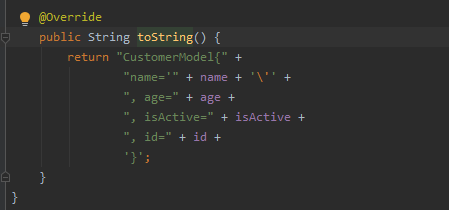 @Override
public String toString() {
return "CustomerModel{" +
"name='" + name + '\'' +
", age=" + age +
", isActive=" + isActive +
", id=" + id +
'}';
}
}